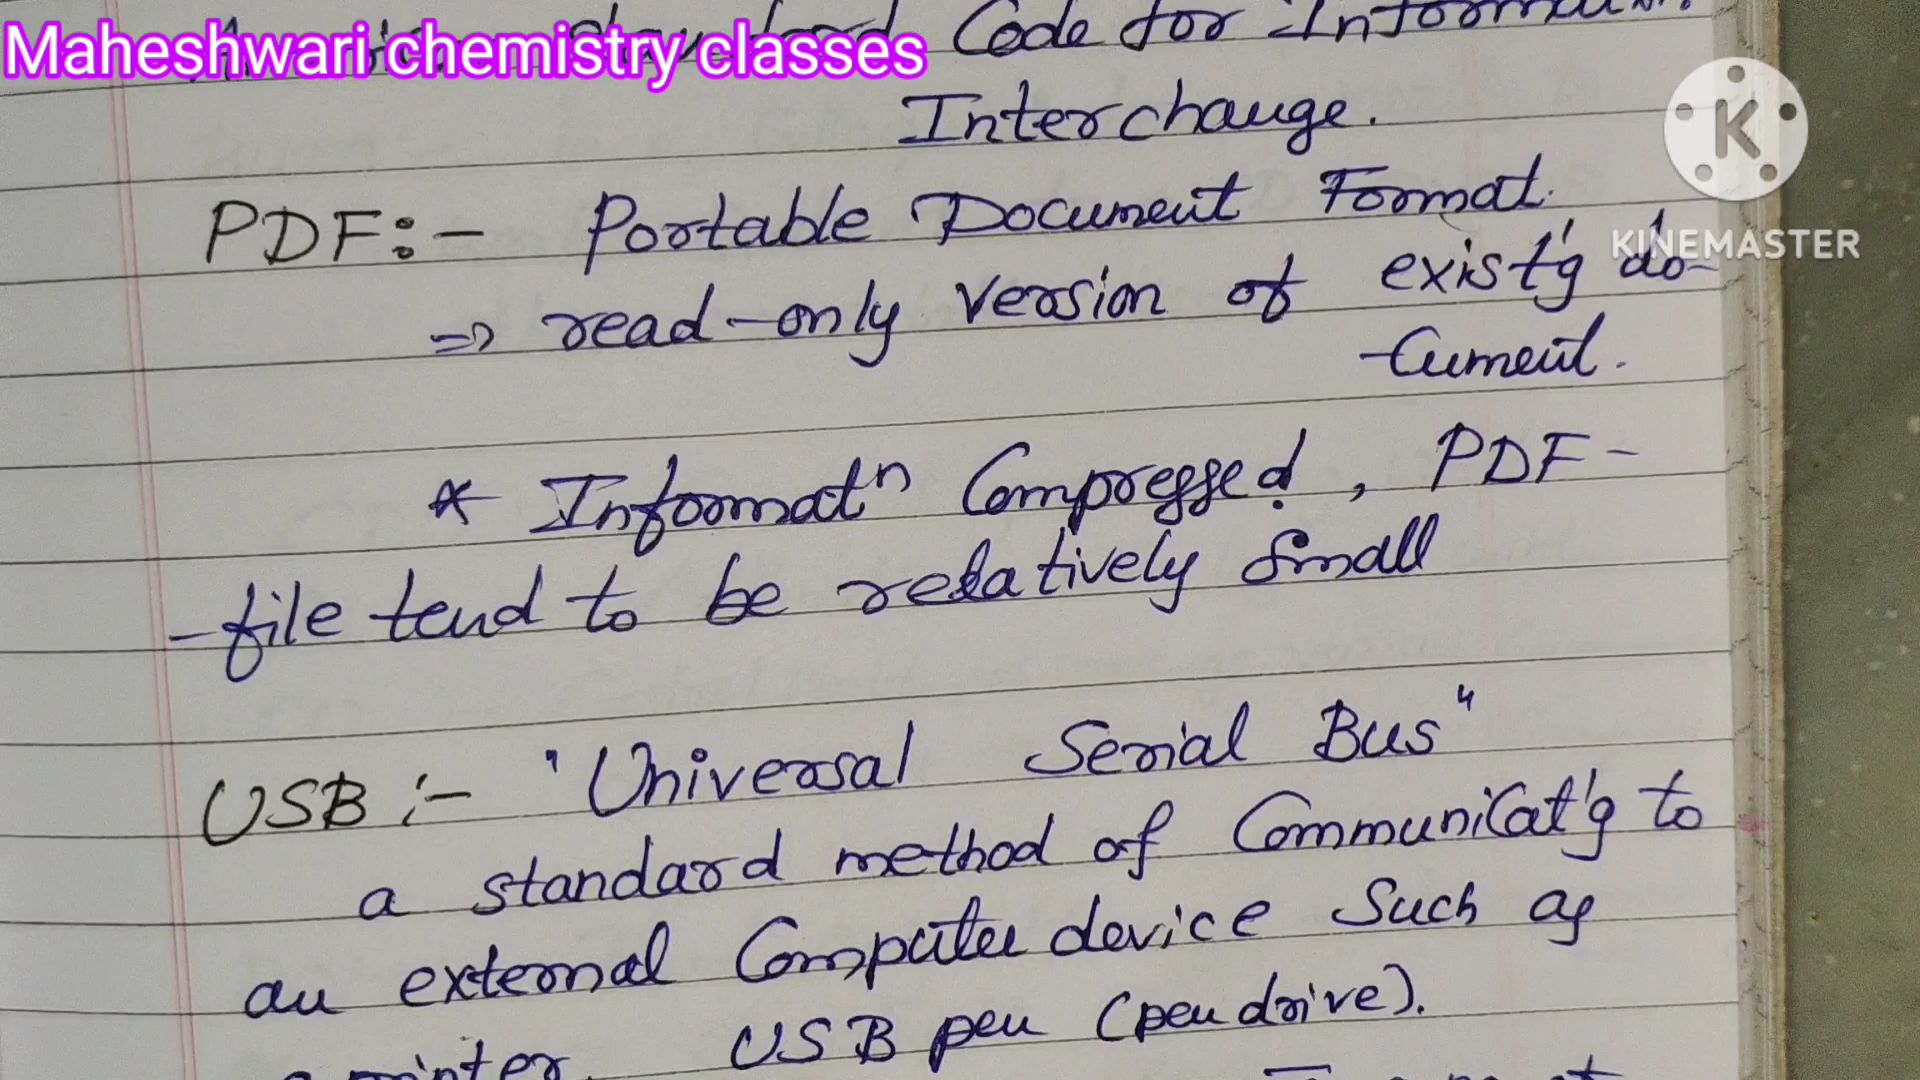 Maheshwari chemistry classes
Code for Informatn.
Interchange.
K
KINEMASTER
PDF:- Portable Document Format.
=> read-only version of exist'g do-
-cument.
* Informatn Compressed, PDF-
-file tend to be relatively small
USB :- "Universal Serial Bus"
a standard method of Communicat'g to
an external Computer device Such as
USB pen (pen drive).